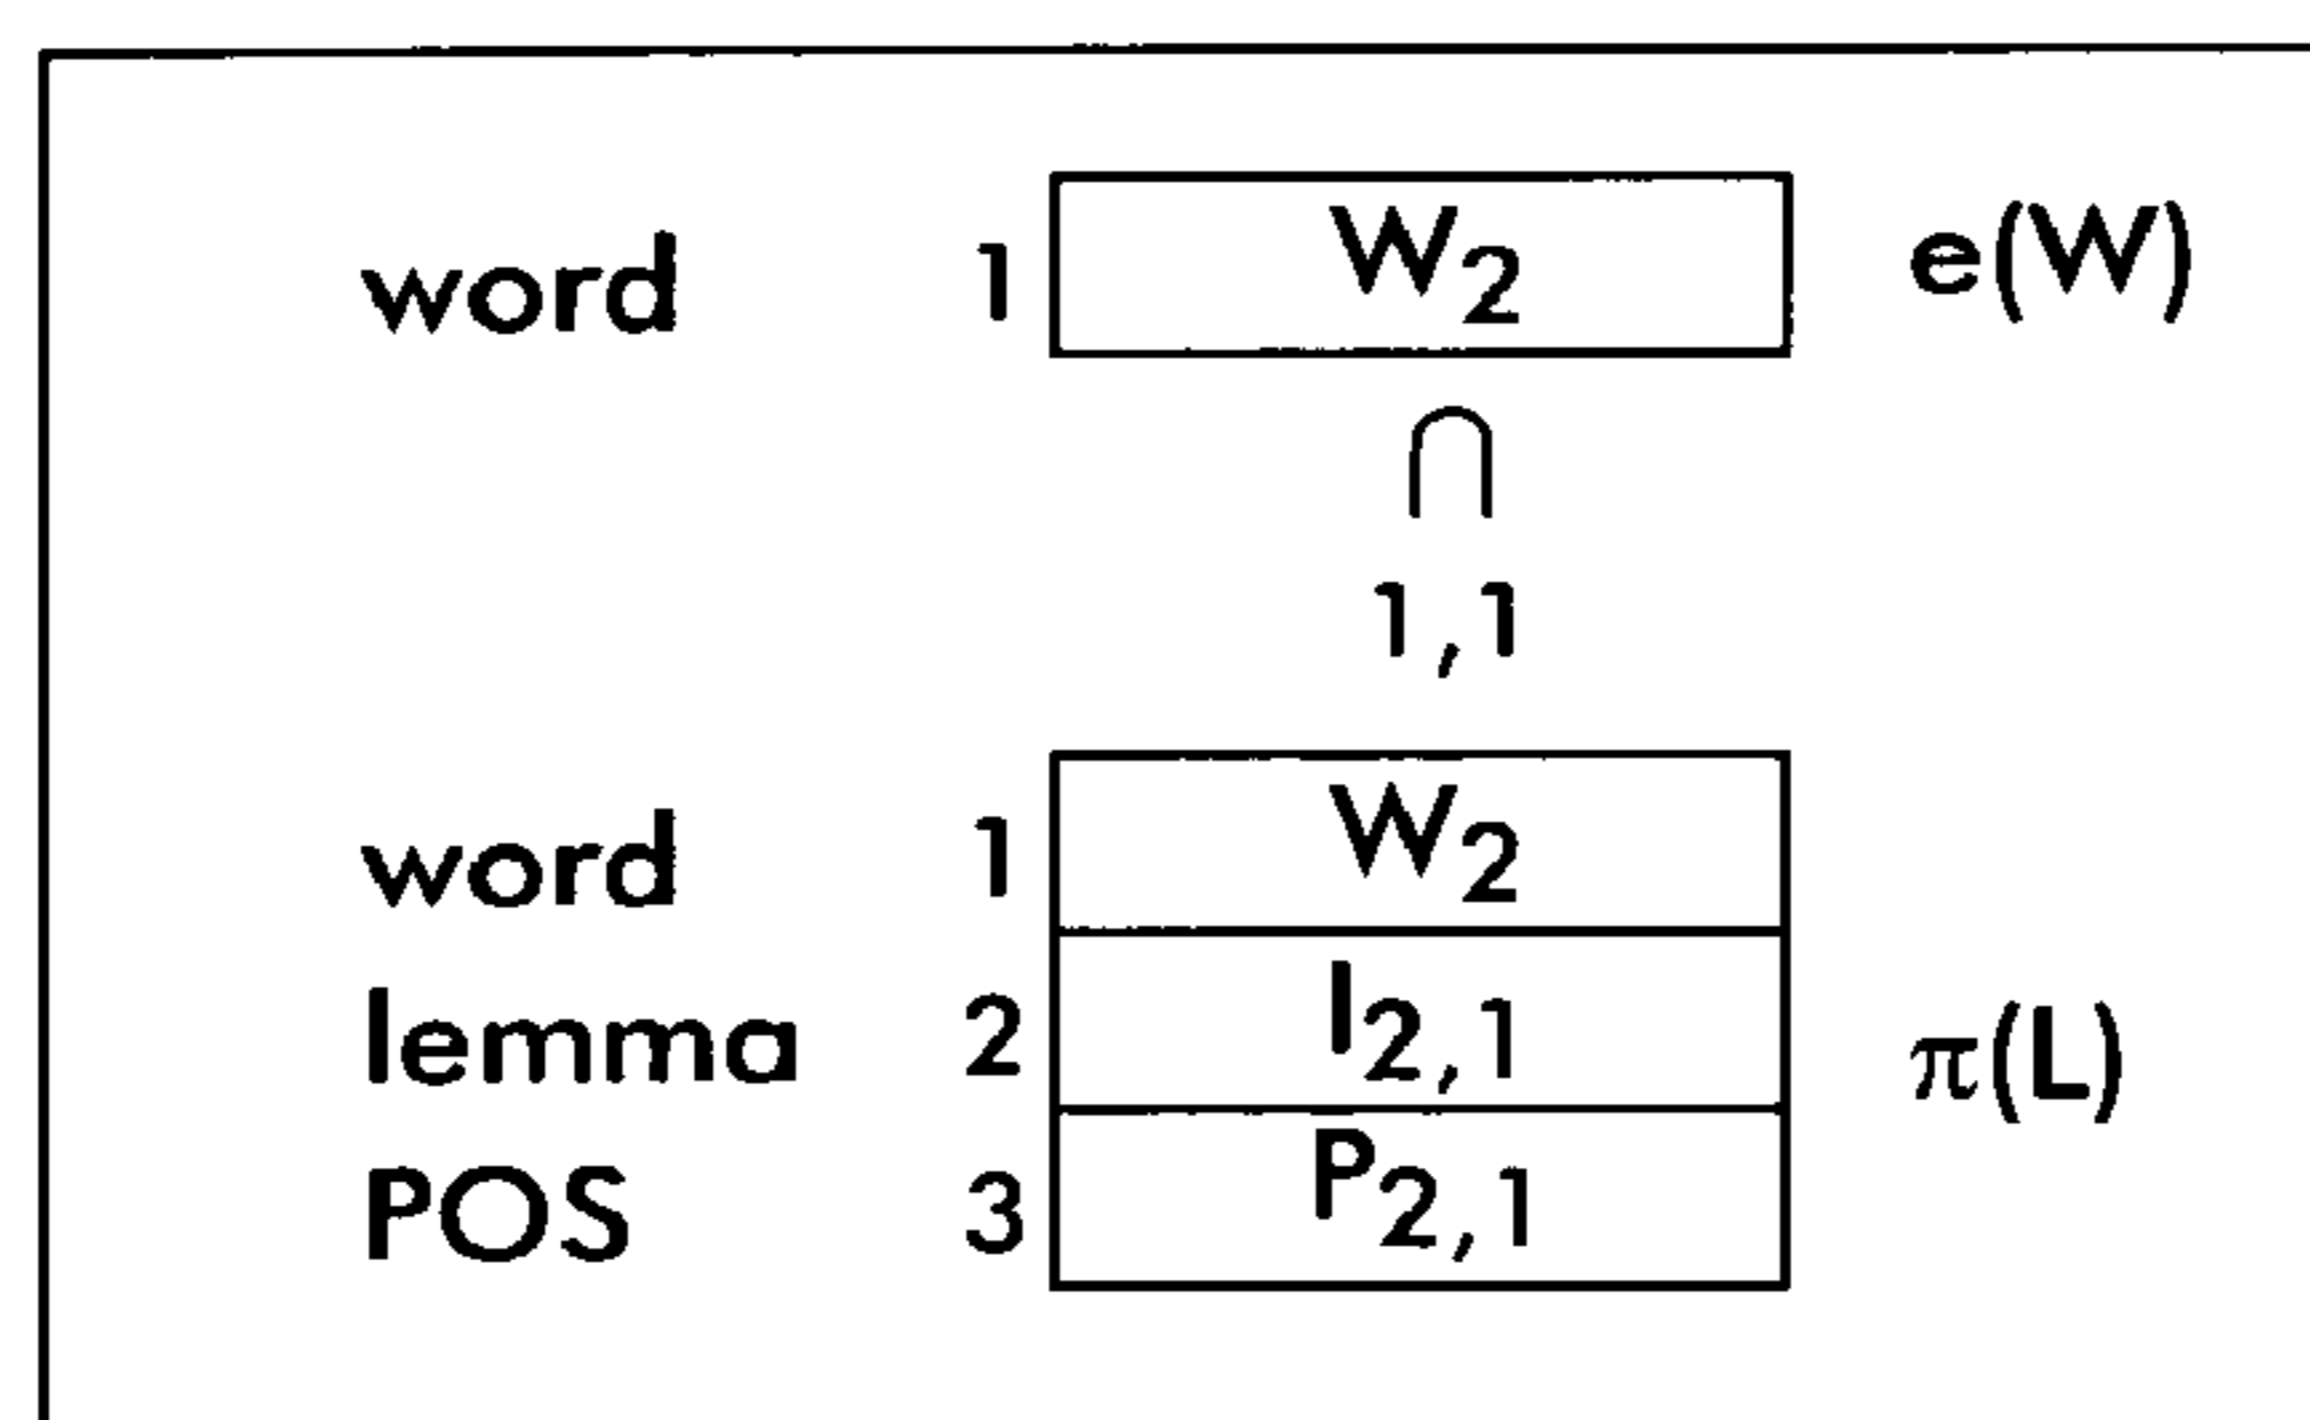 word 1 W2 e(W)
∩
1,1
word 1 W2
lemma 2 l2,1 π(L)
POS 3 P2,1